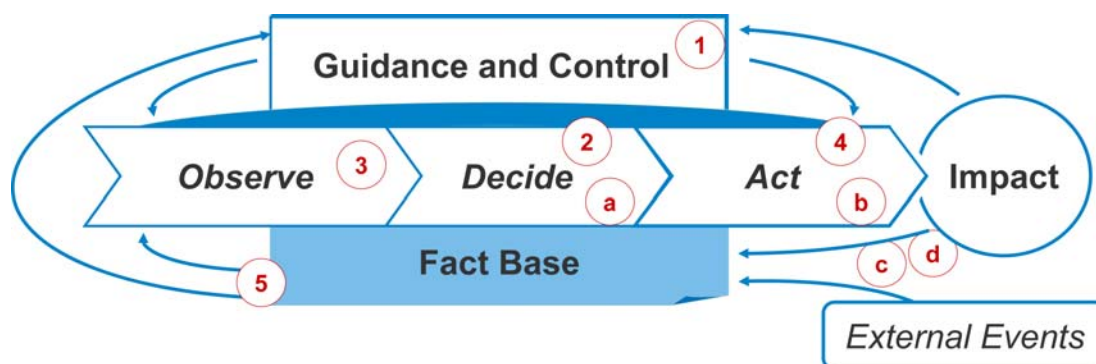 1
Guidance and Control
2
4
Observe
3
Decide
Act
Impact
a
b
Fact Base
5
c
d
External Events